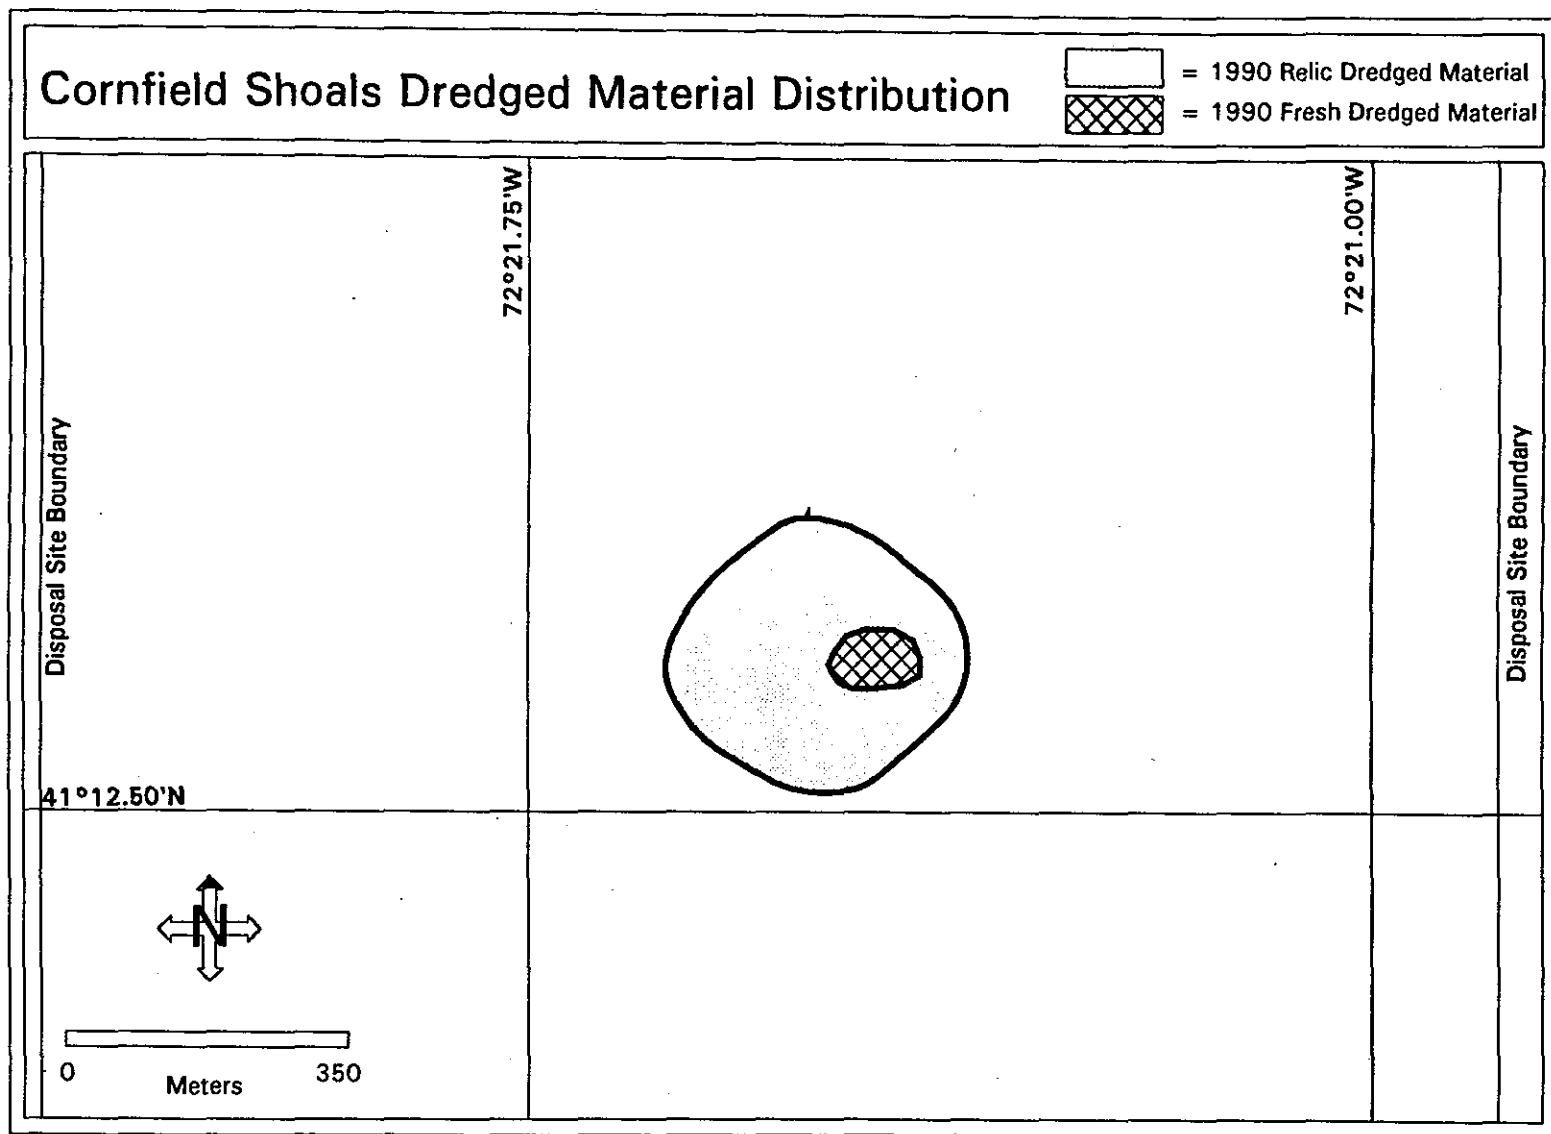 Cornfield Shoals Dredged Material Distribution
= 1990 Relic Dredged Material
= 1990 Fresh Dredged Material
72°21.75'W
72°21.00'W
Disposal Site Boundary
Disposal Site Boundary
41°12.50'N
N
0 350
Meters